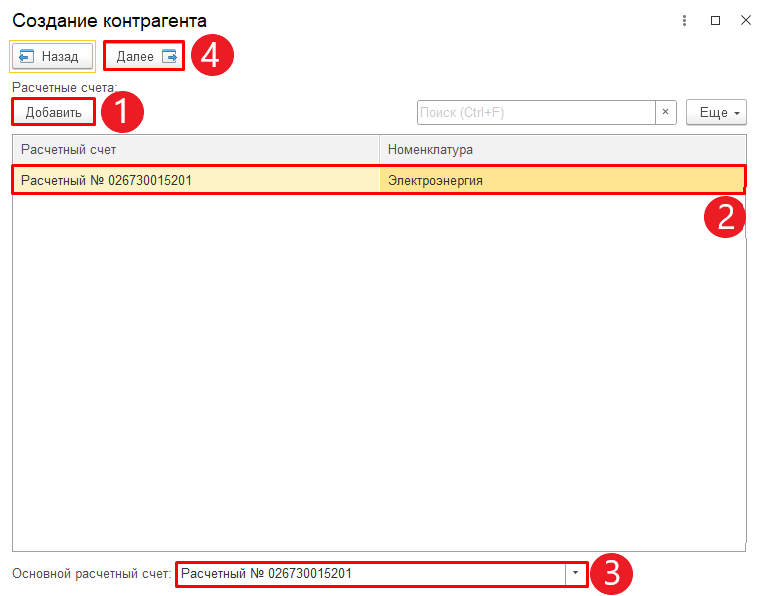 Создание контрагента
Назад Далее 4
Расчетные счета:
Добавить 1 Поиск (Ctrl+F) × Еще
Расчетный счет Номенклатура
Расчетный № 026730015201 Электроэнергия
2
Основной расчетный счет: Расчетный № 026730015201 3